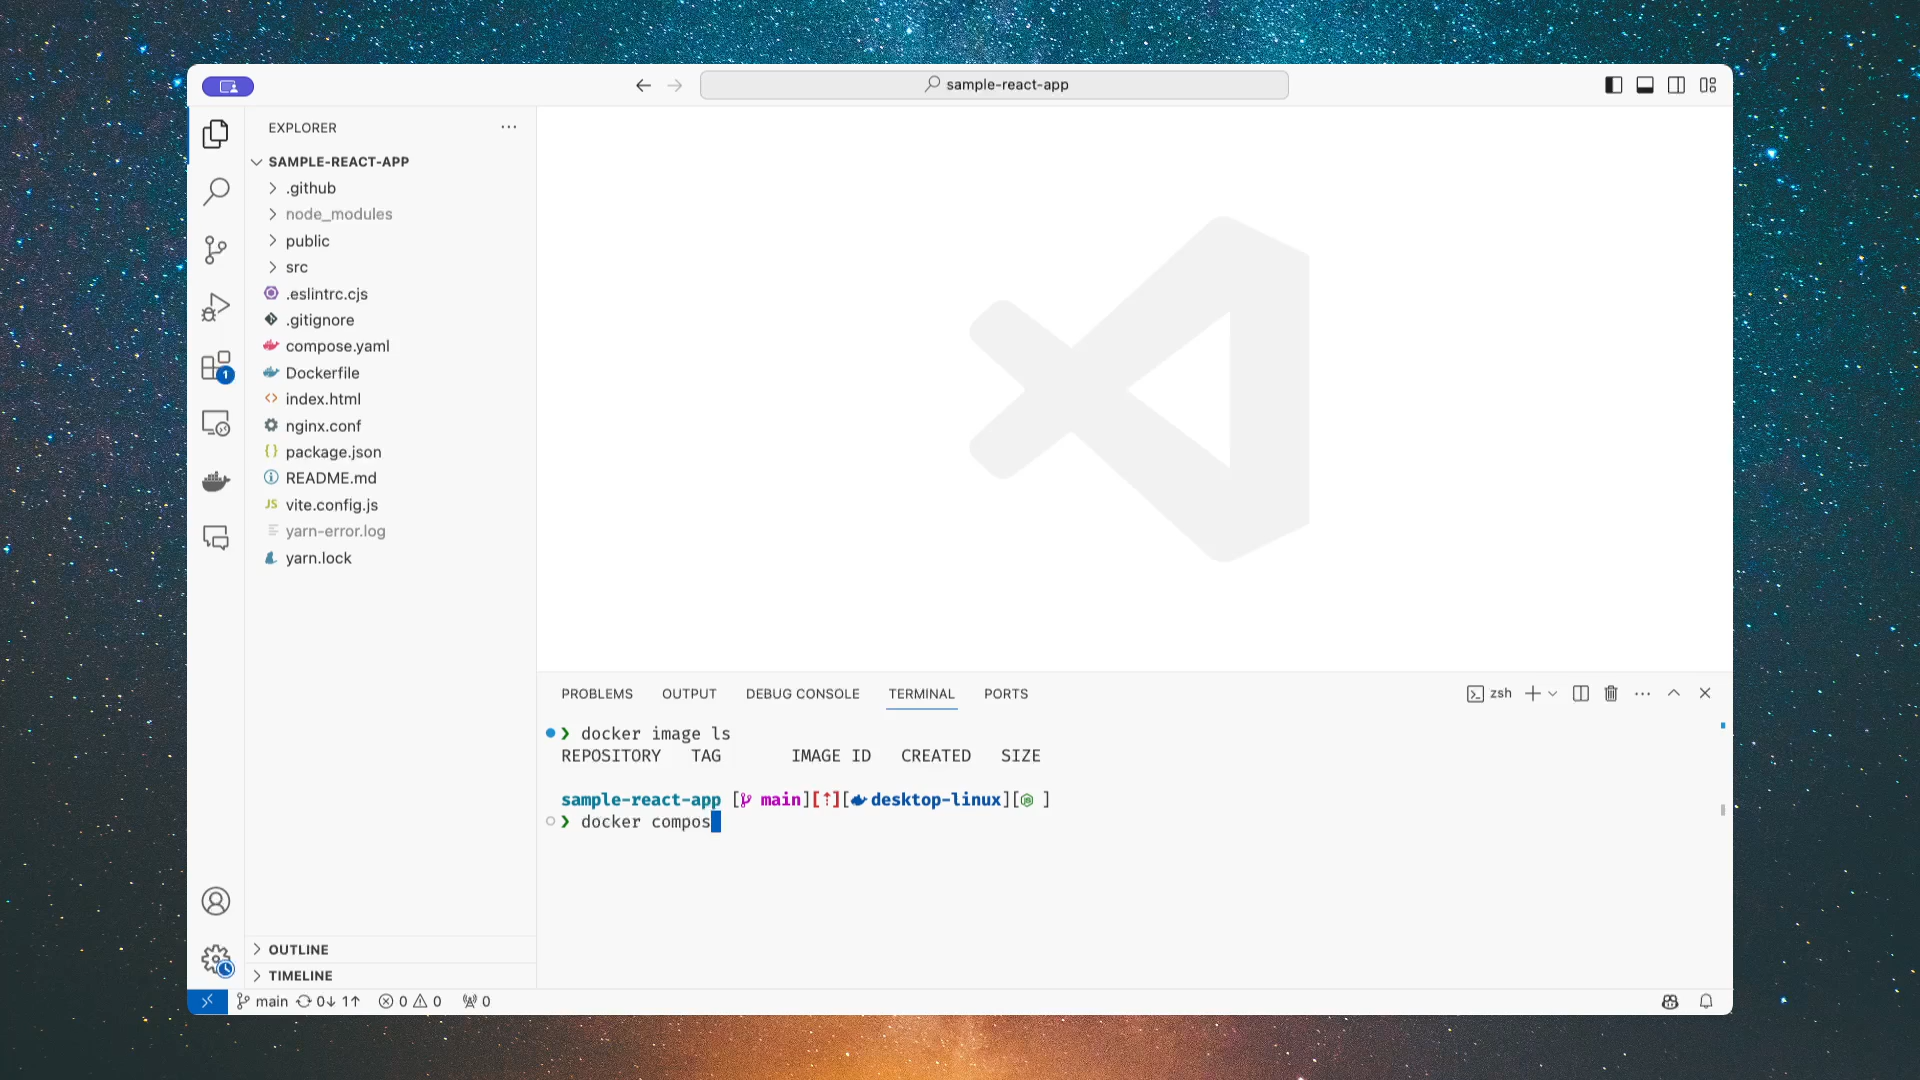 sample-react-app
EXPLORER
SAMPLE-REACT-APP
.github
node_modules
public
src
.eslintrc.cjs
.gitignore
compose.yaml
Dockerfile
index.html
nginx.conf
package.json
README.md
JS vite.config.js
yarn-error.log
yarn.lock
1
OUTLINE
TIMELINE
PROBLEMS OUTPUT DEBUG CONSOLE TERMINAL PORTS
zsh
❯ docker image ls
REPOSITORY TAG IMAGE ID CREATED SIZE
sample-react-app [ main][↑][ desktop-linux][ ]
❯ docker compos
main 0↓ 1↑ 0 0 0